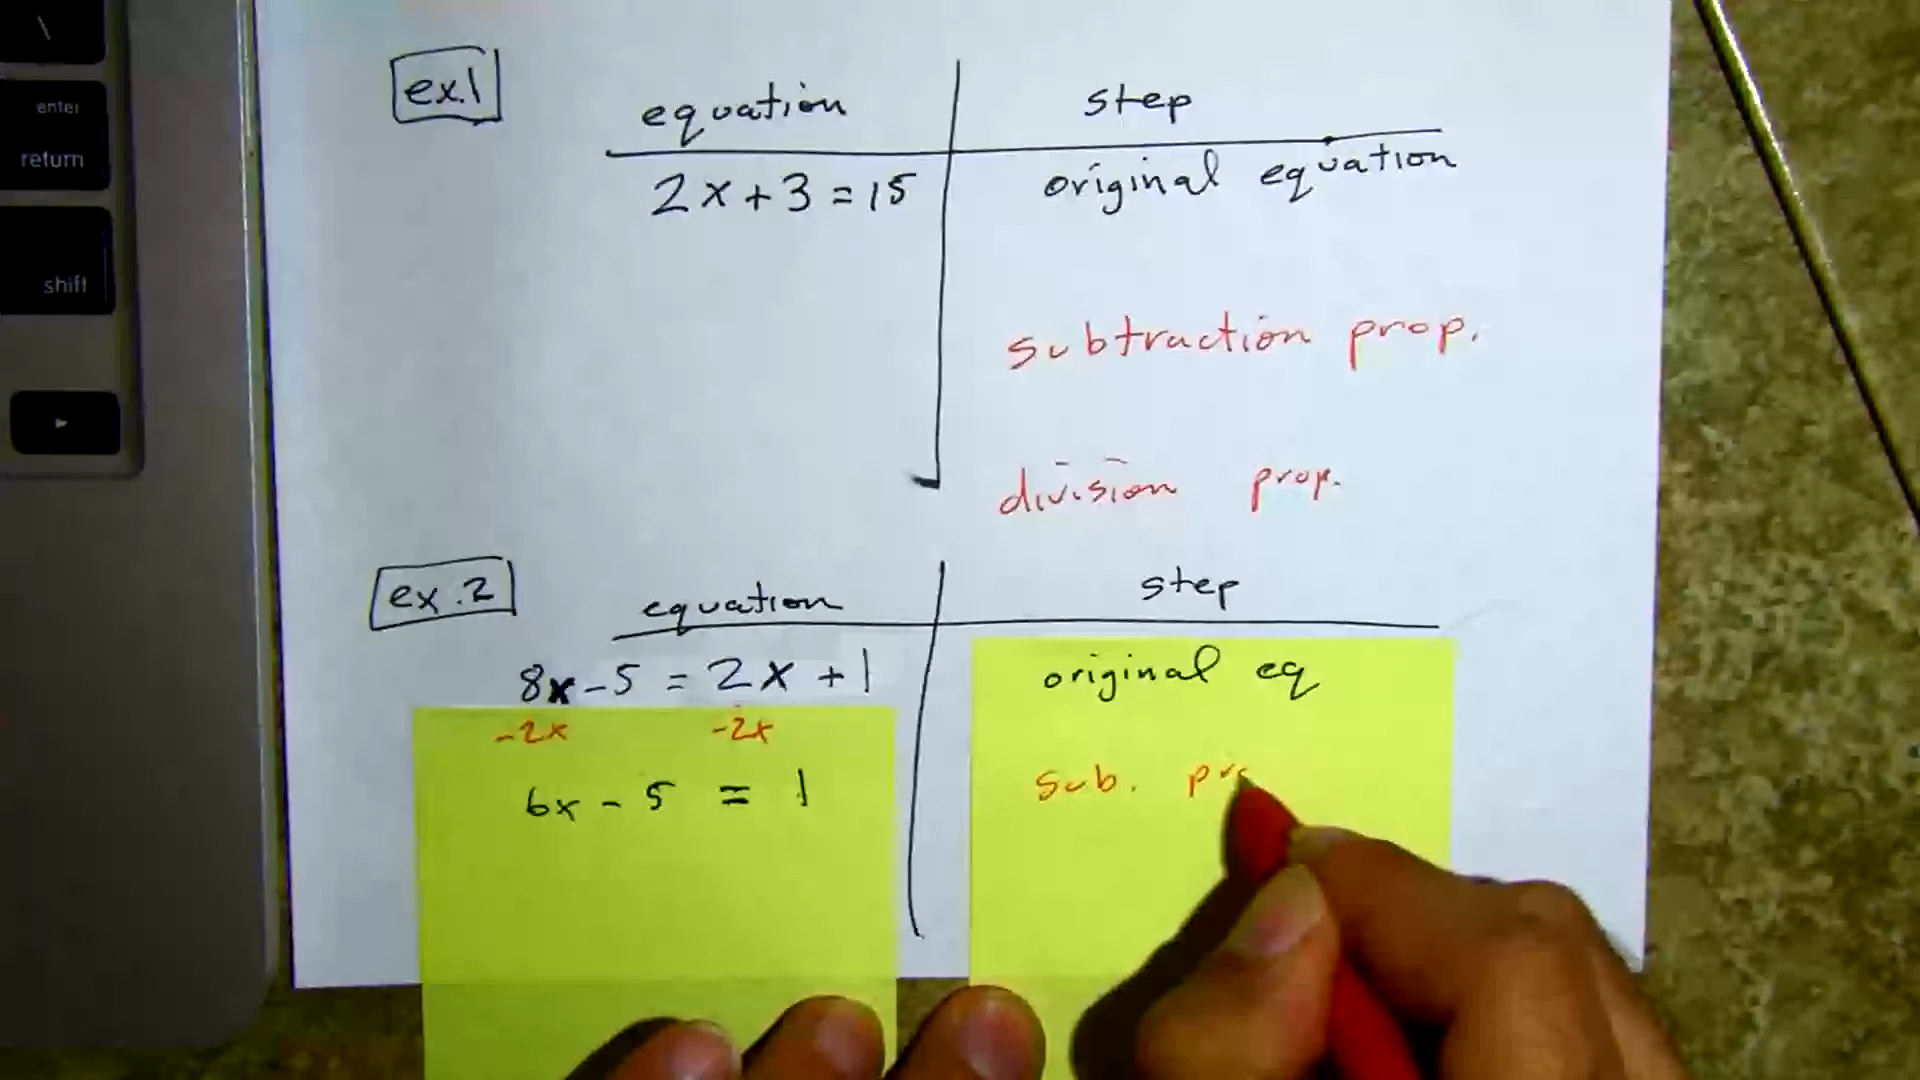 \
enter
return
shift
ex.1
equation step
2x+3=15 original equation
subtraction prop.
division prop.
ex.2
equation step
8x-5 = 2x+1 original eq
-2x -2x
6x-5 = 1 sub.